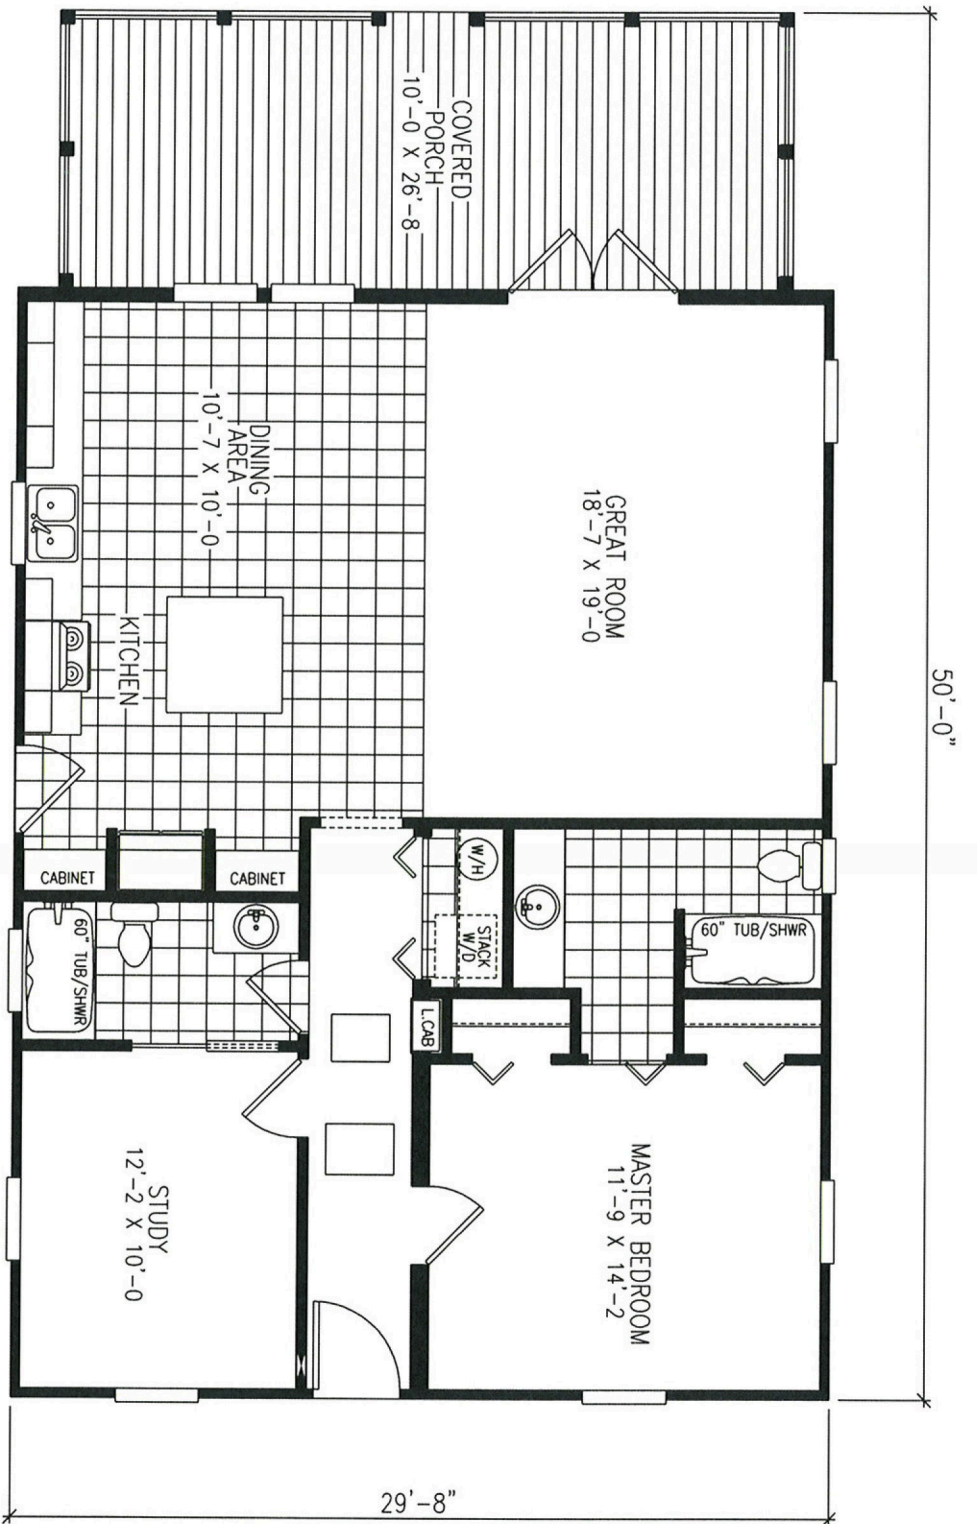 COVERED
PORCH
10'-0 X 26'-8
50'-0"
GREAT ROOM
18'-7 X 19'-0
DINING
AREA
10'-7 X 10'-0
KITCHEN
CABINET
CABINET
W/H
STACK
W/D
60" TUB/SHWR
60" TUB/SHWR
L.CAB
MASTER BEDROOM
11'-9 X 14'-2
STUDY
12'-2 X 10'-0
29'-8"